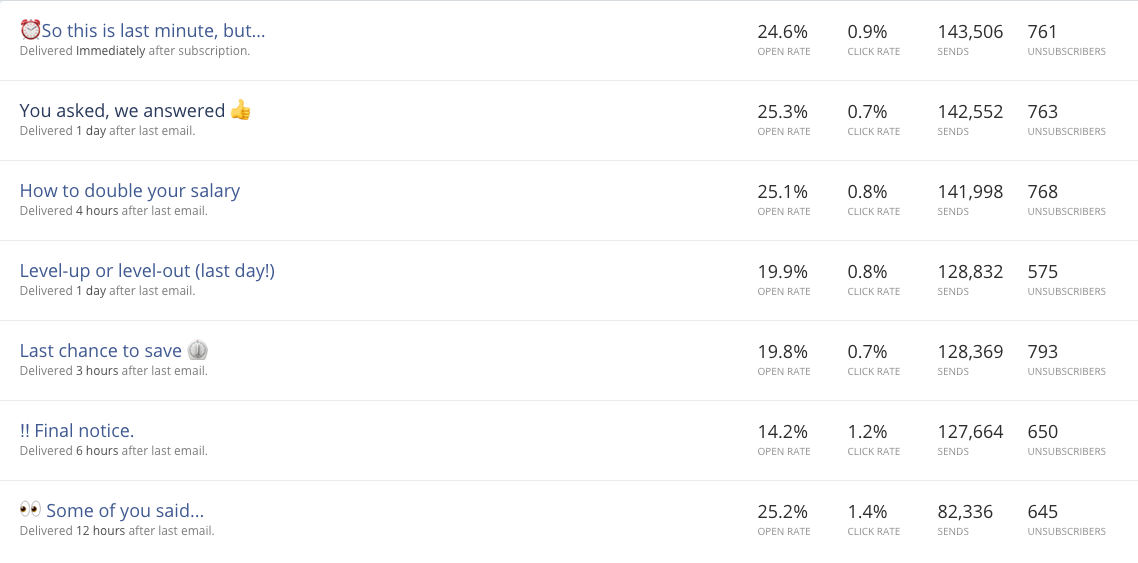 ⏰So this is last minute, but...
Delivered Immediately after subscription.
24.6% 0.9% 143,506 761
OPEN RATE CLICK RATE SENDS UNSUBSCRIBERS
You asked, we answered 👍
Delivered 1 day after last email.
25.3% 0.7% 142,552 763
OPEN RATE CLICK RATE SENDS UNSUBSCRIBERS
How to double your salary
Delivered 4 hours after last email.
25.1% 0.8% 141,998 768
OPEN RATE CLICK RATE SENDS UNSUBSCRIBERS
Level-up or level-out (last day!)
Delivered 1 day after last email.
19.9% 0.8% 128,832 575
OPEN RATE CLICK RATE SENDS UNSUBSCRIBERS
Last chance to save
Delivered 3 hours after last email.
19.8% 0.7% 128,369 793
OPEN RATE CLICK RATE SENDS UNSUBSCRIBERS
!! Final notice.
Delivered 6 hours after last email.
14.2% 1.2% 127,664 650
OPEN RATE CLICK RATE SENDS UNSUBSCRIBERS
👀 Some of you said...
Delivered 12 hours after last email.
25.2% 1.4% 82,336 645
OPEN RATE CLICK RATE SENDS UNSUBSCRIBERS